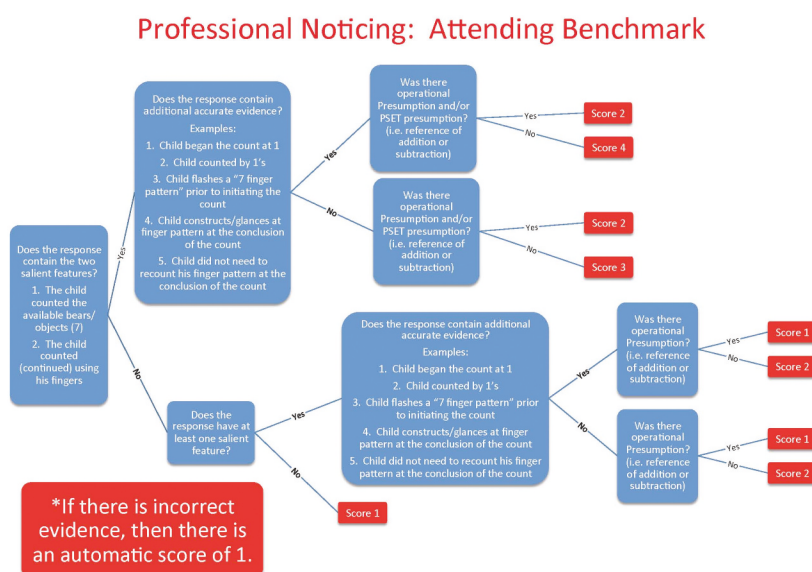 Professional Noticing:  Attending Benchmark
Does the response
contain the two
salient features?
1.  The child
counted the
available bears/
objects (7)
2.  The child
counted
(continued) using
his fingers
Yes
No
Does the response contain
additional accurate evidence?
Examples:
1.  Child began the count at 1
2.  Child counted by 1's
3.  Child flashes a "7 finger
pattern" prior to initiating the
count
4.  Child constructs/glances at
finger pattern at the conclusion
of the count
5.  Child did not need to
recount his finger pattern at the
conclusion of the count
Yes
No
Was there
operational
Presumption and/or
PSET presumption?
(i.e. reference of
addition or
subtraction)
Yes
No
Score 2
Score 4
Was there
operational
Presumption and/or
PSET presumption?
(i.e. reference of
addition or
subtraction)
Yes
No
Score 2
Score 3
Does the
response have at
least one salient
feature?
Yes
No
Score 1
Does the response contain additional
accurate evidence?
Examples:
1.  Child began the count at 1
2.  Child counted by 1's
3.  Child flashes a "7 finger pattern" prior
to initiating the count
4.  Child constructs/glances at finger
pattern at the conclusion of the count
5.  Child did not need to recount his finger
pattern at the conclusion of the count
Yes
No
Was there
operational
Presumption?
(i.e. reference
of addition or
subtraction)
Yes
No
Score 1
Score 2
Was there
operational
Presumption?
(i.e. reference
of addition or
subtraction)
Yes
No
Score 1
Score 2
*If there is incorrect
evidence, then there is
an automatic score of 1.